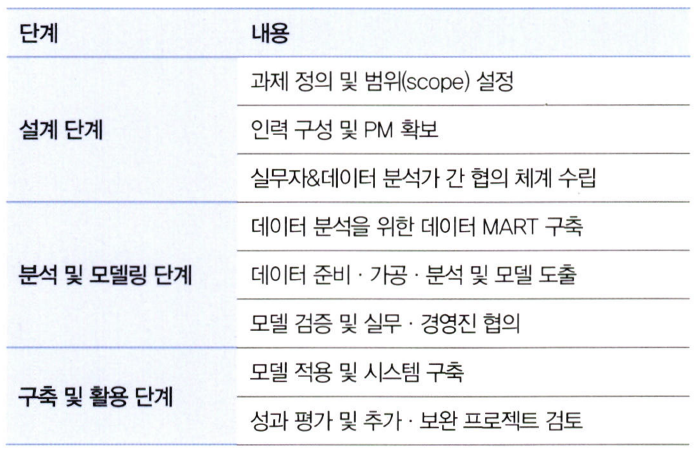 단계 내용
설계 단계 과제 정의 및 범위(scope) 설정
인력 구성 및 PM 확보
실무자&데이터 분석가 간 협의 체계 수립
분석 및 모델링 단계 데이터 분석을 위한 데이터 MART 구축
데이터 준비 · 가공 · 분석 및 모델 도출
모델 검증 및 실무 · 경영진 협의
구축 및 활용 단계 모델 적용 및 시스템 구축
성과 평가 및 추가 · 보완 프로젝트 검토